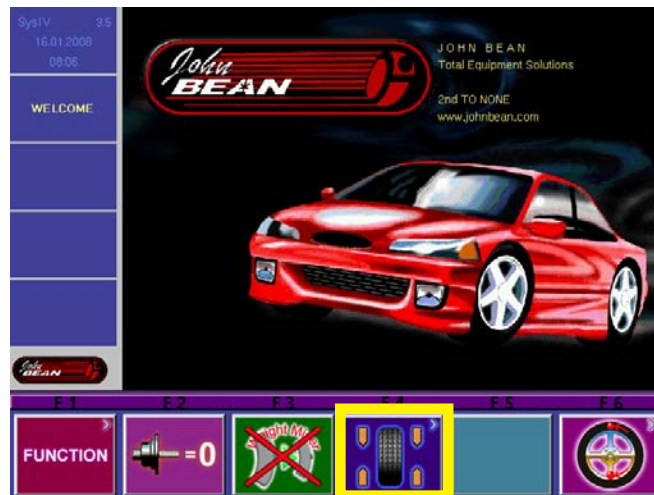 SysIV 3.5
16.01.2008
08:06
WELCOME
John
BEAN
JOHN BEAN
Total Equipment Solutions
2nd TO NONE
www.johnbean.com
John
BEAN
F1 F2 F3 F4 F5 F6
FUNCTION
=0